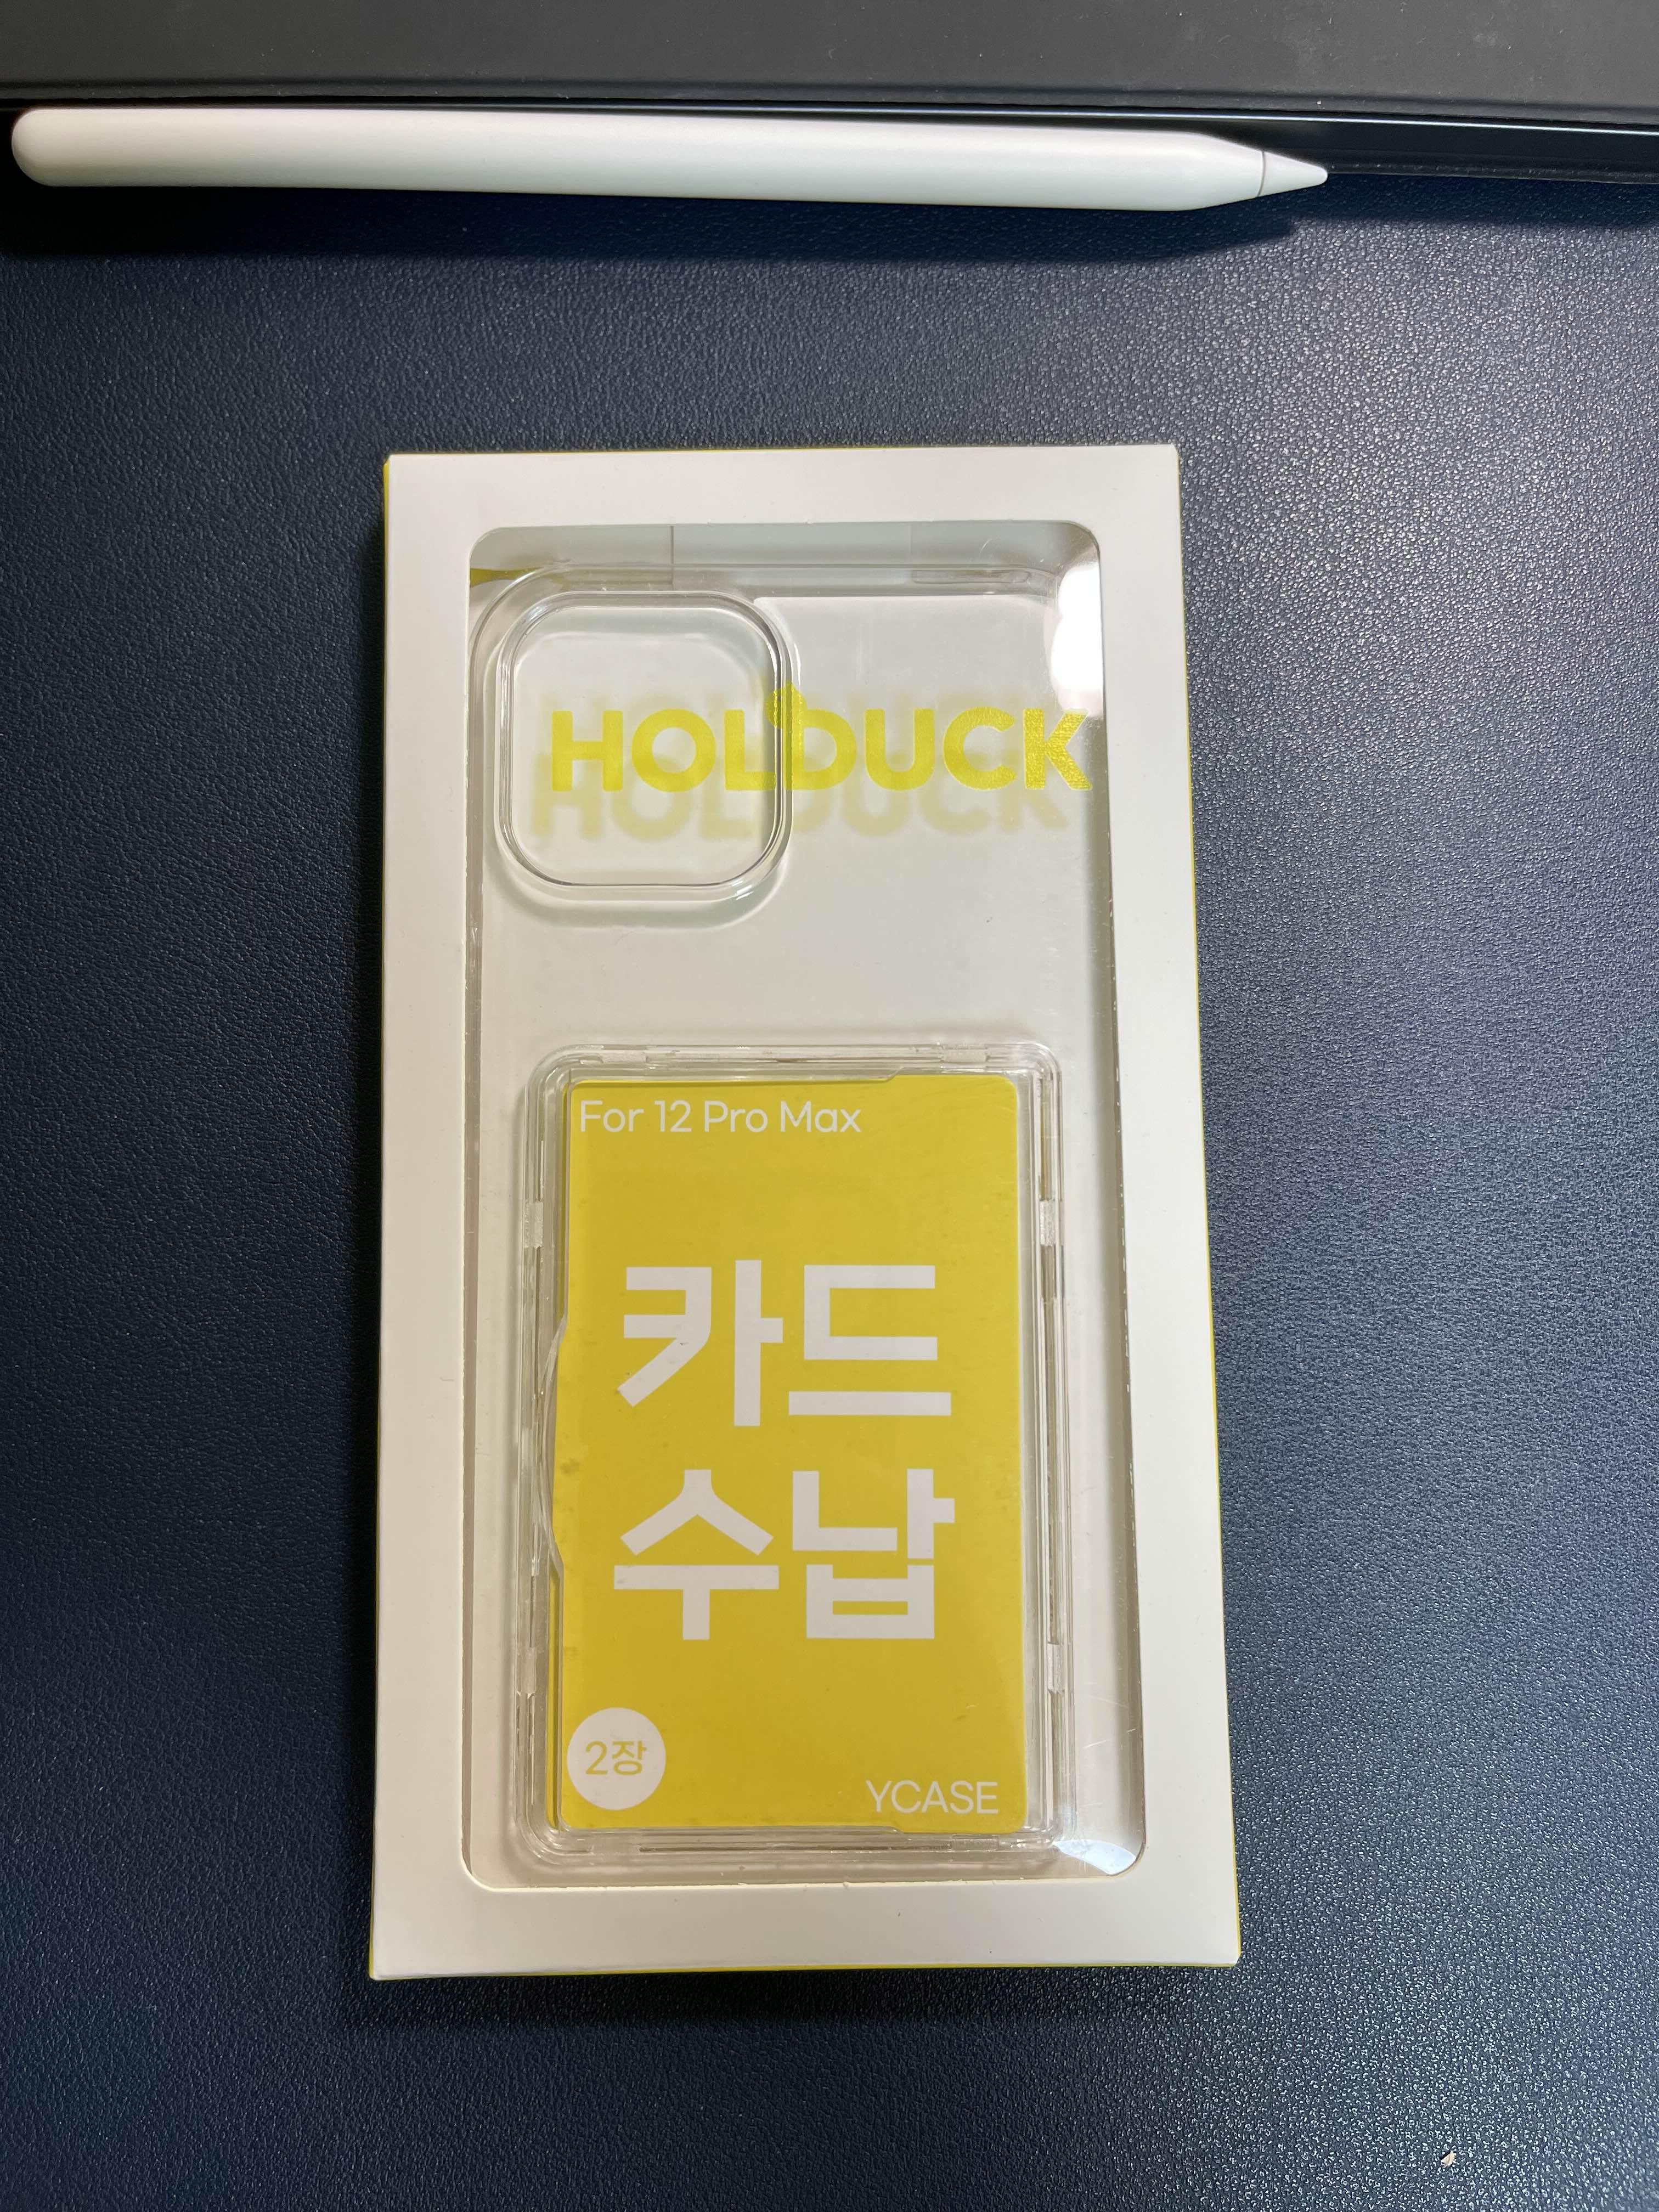 HOLDUCK
For 12 Pro Max
카드
수납
2장
YCASE